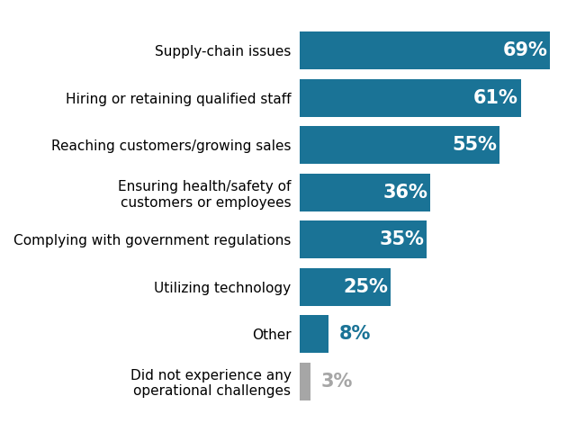 Supply-chain issues 69%
Hiring or retaining qualified staff 61%
Reaching customers/growing sales 55%
Ensuring health/safety of
customers or employees 36%
Complying with government regulations 35%
Utilizing technology 25%
Other 8%
Did not experience any
operational challenges 3%